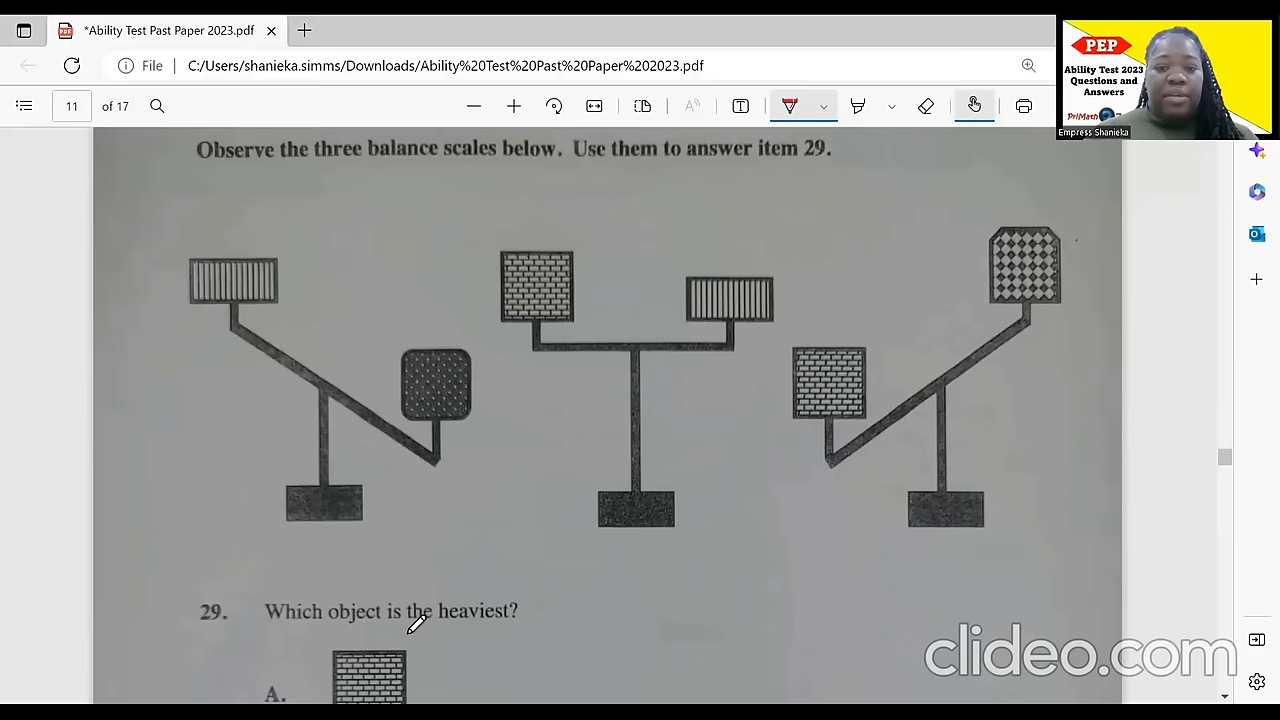 *Ability Test Past Paper 2023.pdf
File
C:/Users/shanieka.simms/Downloads/Ability%20Test%20Past%20Paper%202023.pdf
11 of 17
PEP
Ability Test 2023
Questions and
Answers
PriMath
Empress Shanieka
Observe the three balance scales below. Use them to answer item 29.
29. Which object is the heaviest?
A.
clideo.com